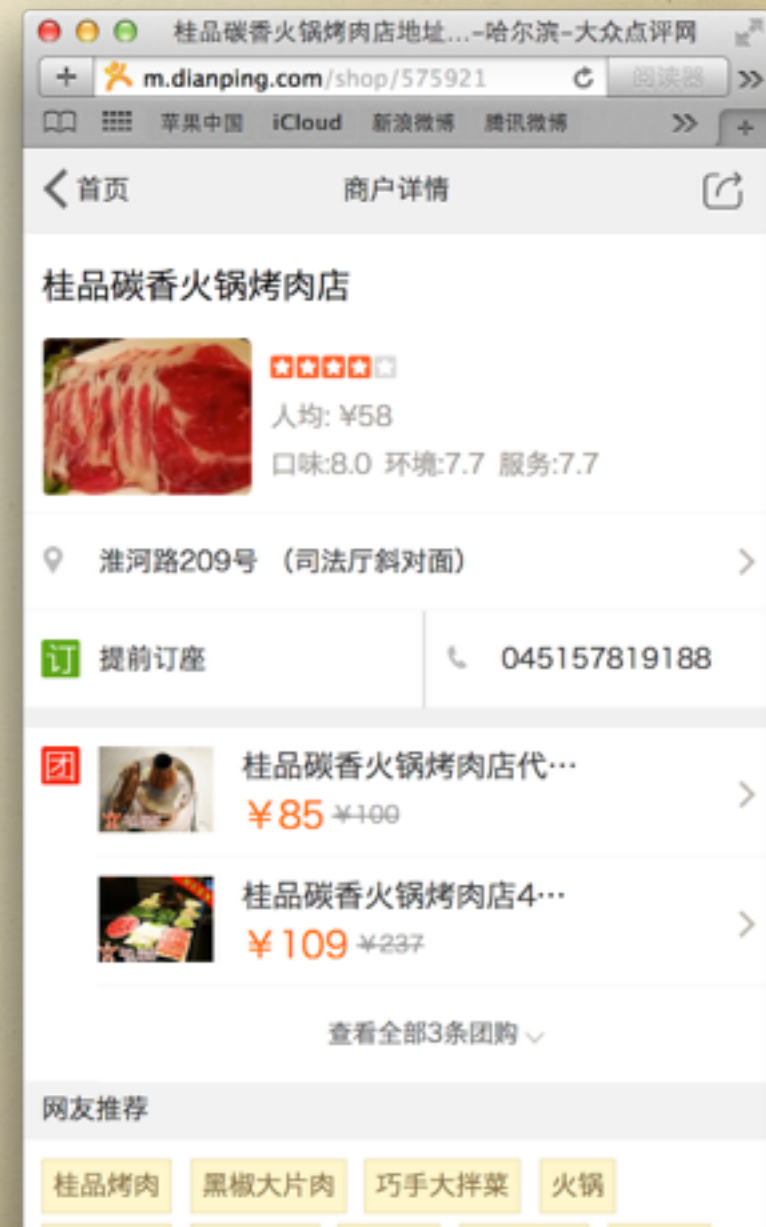 桂品碳香火锅烤肉店地址...-哈尔滨-大众点评网
m.dianping.com/shop/575921
阅读器
苹果中国 iCloud 新浪微博 腾讯微博
首页 商户详情
桂品碳香火锅烤肉店
人均: ¥58
口味:8.0 环境:7.7 服务:7.7
淮河路209号 （司法厅斜对面）
订 提前订座 045157819188
团 桂品碳香火锅烤肉店代…
¥85 ¥100
桂品碳香火锅烤肉店4…
¥109 ¥237
查看全部3条团购
网友推荐
桂品烤肉 黑椒大片肉 巧手大拌菜 火锅